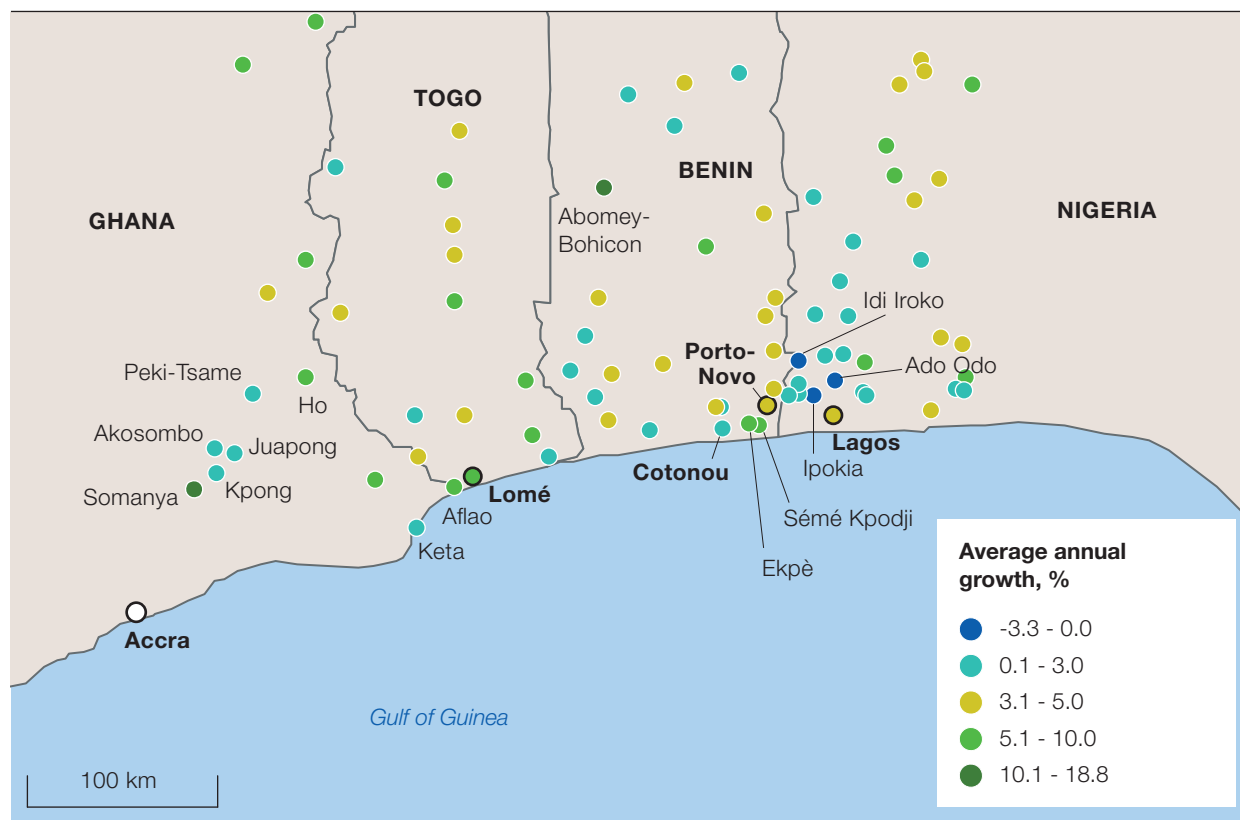 TOGO
BENIN
GHANA
NIGERIA
Abomey-
Bohicon
Idi Iroko
Peki-Tsame
Porto-
Novo
Ado Odo
Ho
Akosombo
Juapong
Lagos
Cotonou
Ipokia
Somanya
Kpong
Lomé
Aflao
Sémé Kpodji
Keta
Ekpè
Accra
Gulf of Guinea
100 km
Average annual
growth, %
-3.3 - 0.0
0.1 - 3.0
3.1 - 5.0
5.1 - 10.0
10.1 - 18.8